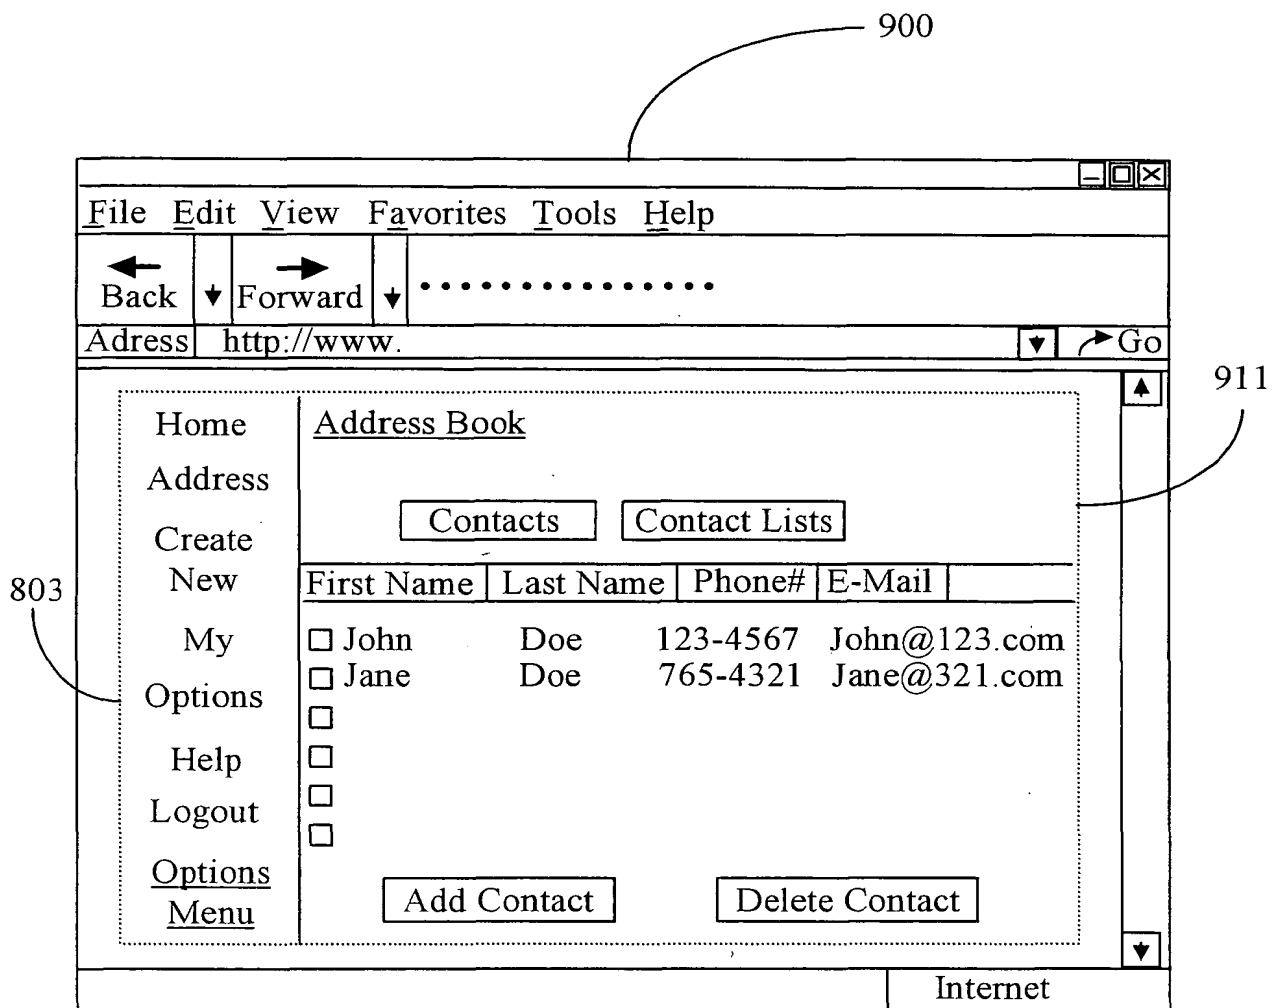 900
File Edit View Favorites Tools Help
Back Forward
Adress http://www. Go
911
Home
Address
Create
New
My
Options
Help
Logout
Options
Menu
803
Address Book
Contacts Contact Lists
First Name Last Name Phone# E-Mail
John Doe 123-4567 John@123.com
Jane Doe 765-4321 Jane@321.com
Add Contact Delete Contact
Internet